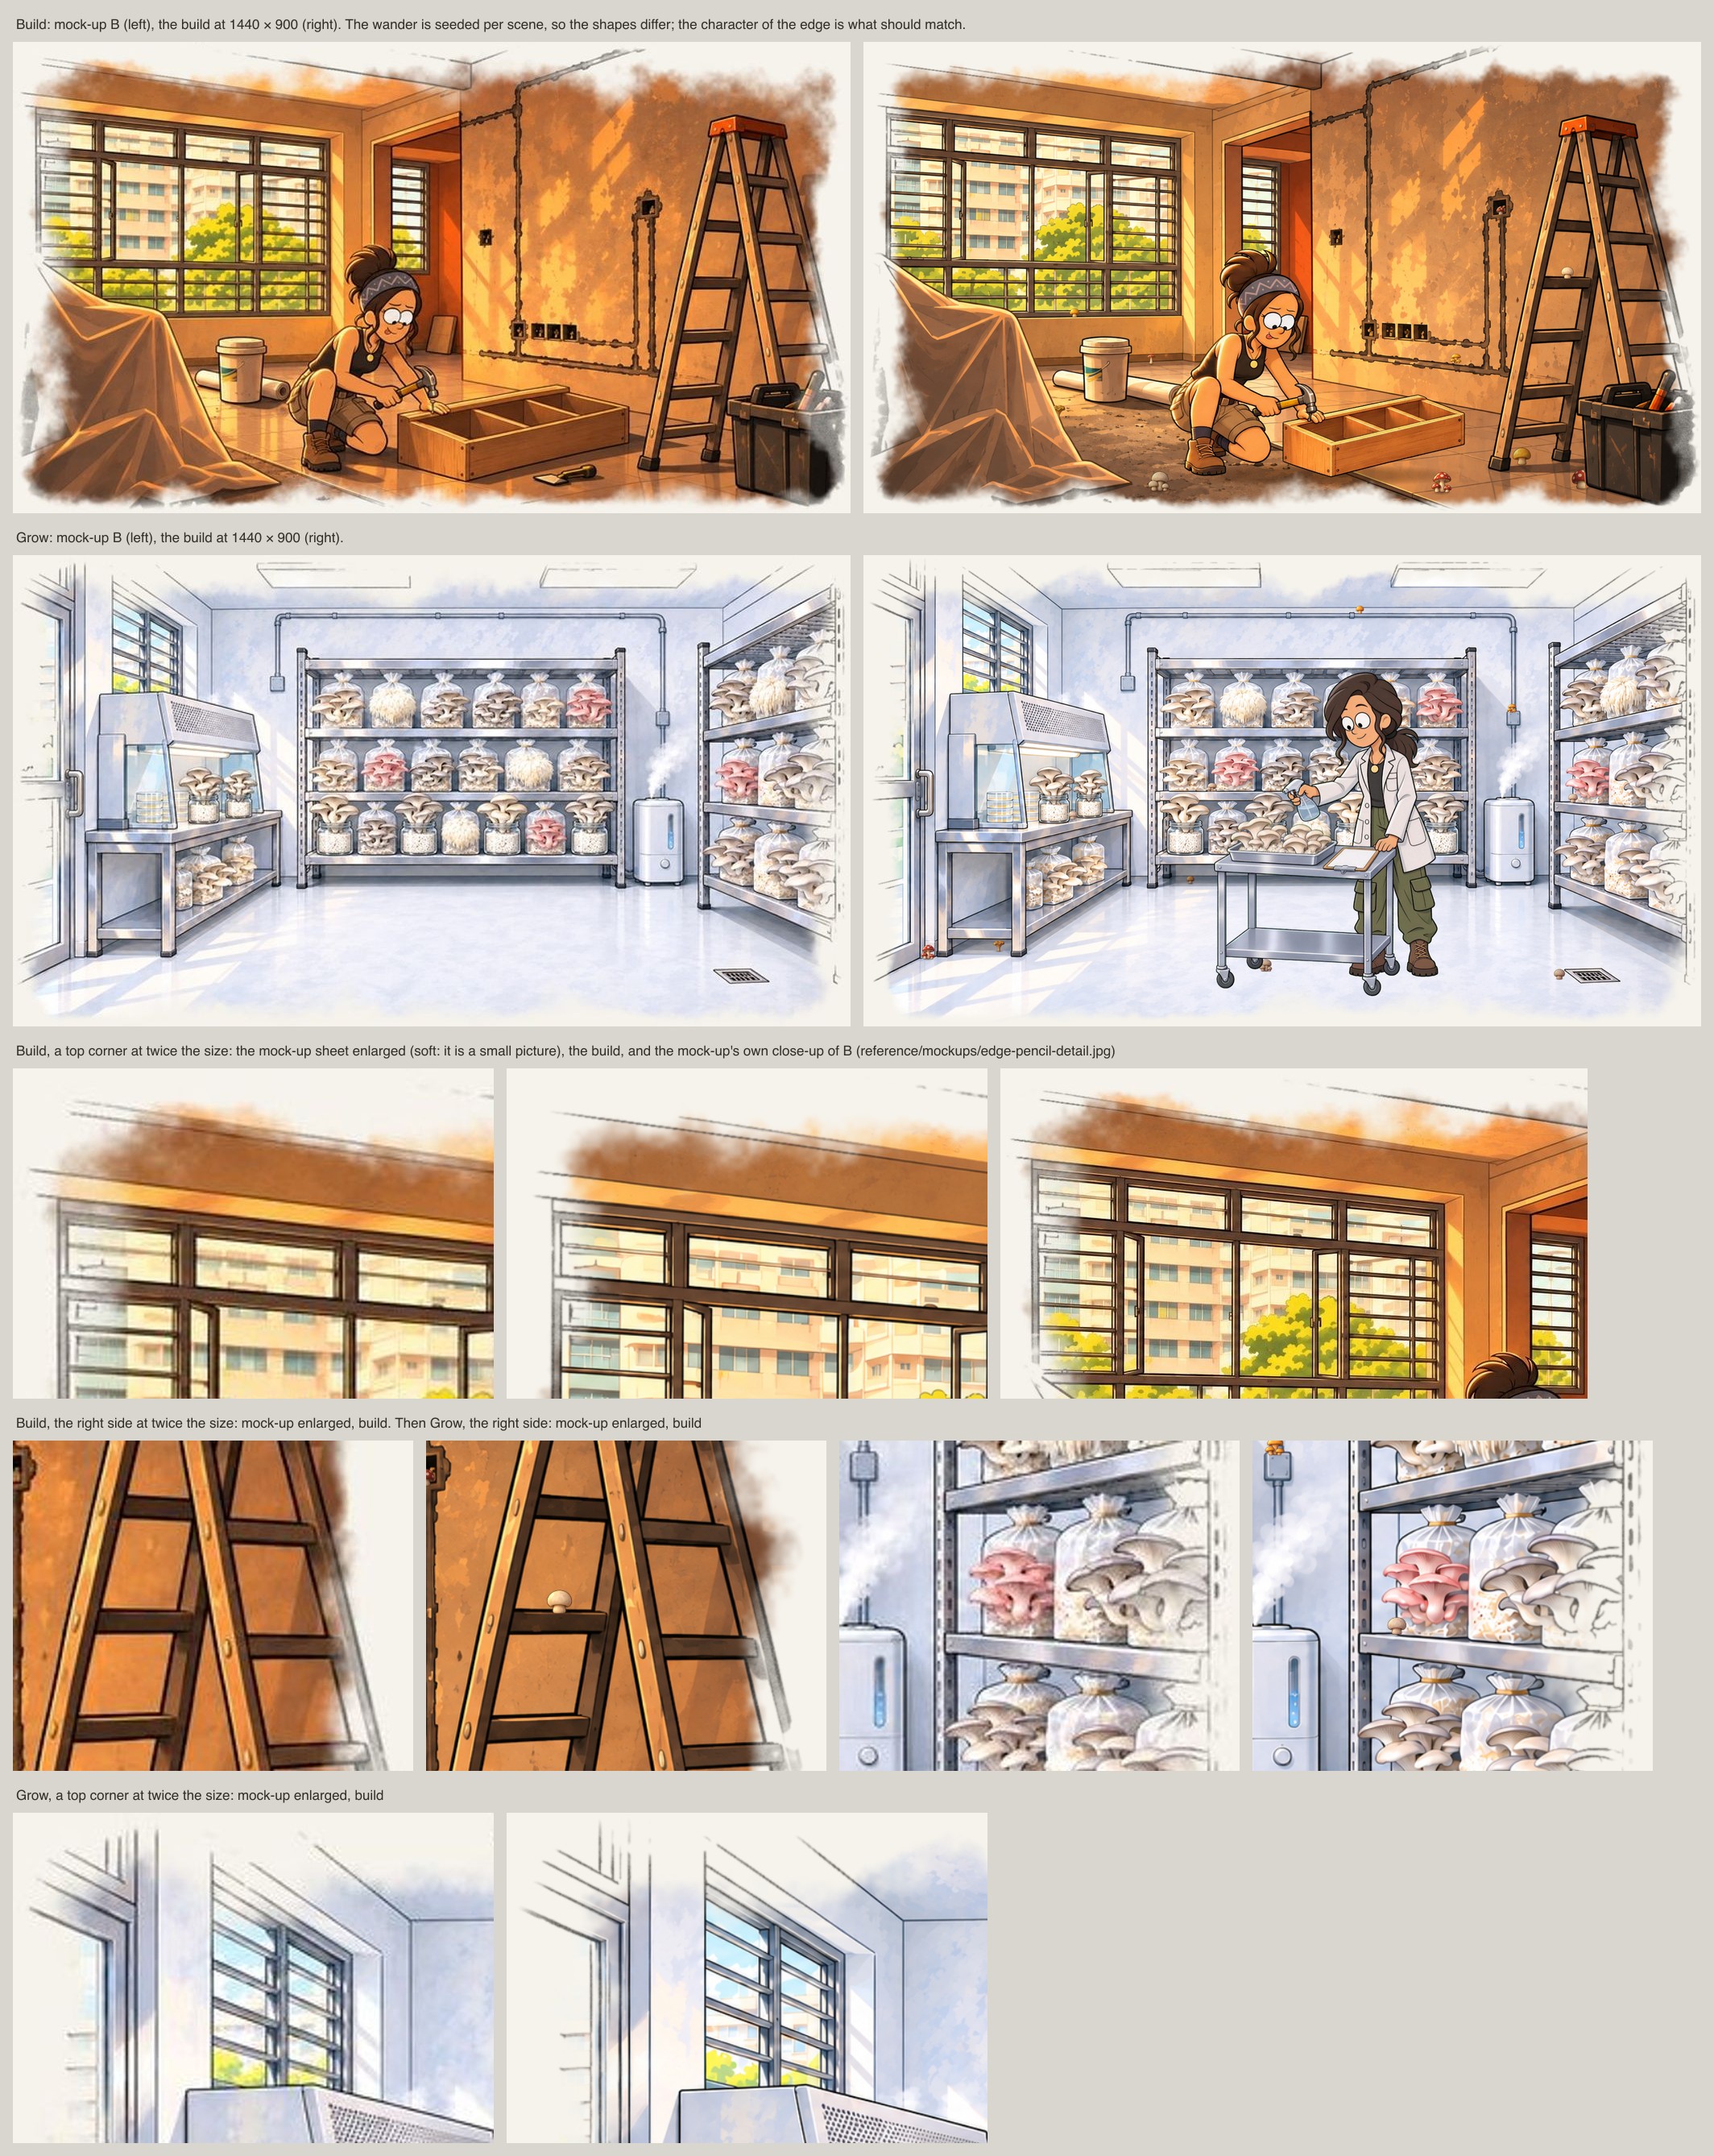 Build: mock-up B (left), the build at 1440 × 900 (right). The wander is seeded per scene, so the shapes differ; the character of the edge is what should match.
Grow: mock-up B (left), the build at 1440 × 900 (right).
Build, a top corner at twice the size: the mock-up sheet enlarged (soft: it is a small picture), the build, and the mock-up's own close-up of B (reference/mockups/edge-pencil-detail.jpg)
Build, the right side at twice the size: mock-up enlarged, build. Then Grow, the right side: mock-up enlarged, build
Grow, a top corner at twice the size: mock-up enlarged, build